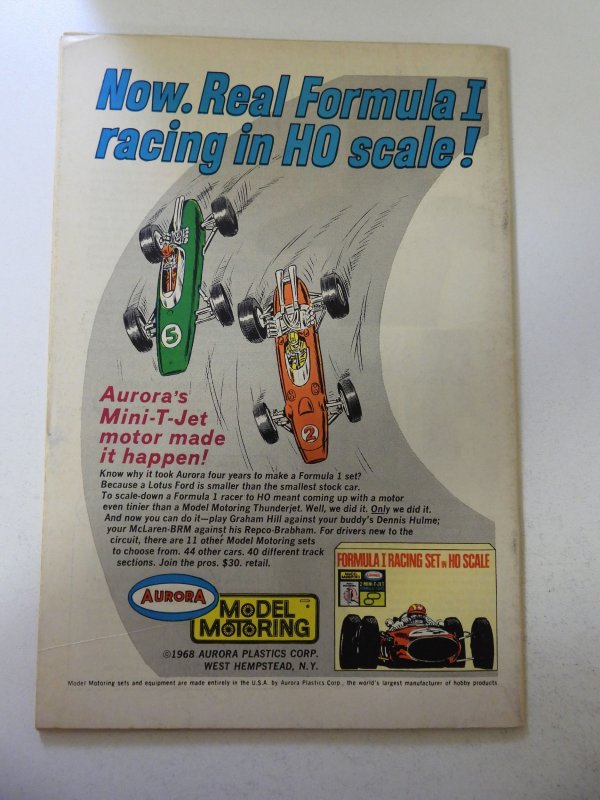 Now. Real Formula I
racing in HO scale!
5
2
Aurora's
Mini-T-Jet
motor made
it happen!
Know why it took Aurora four years to make a Formula 1 set?
Because a Lotus Ford is smaller than the smallest stock car.
To scale-down a Formula 1 racer to HO meant coming up with a motor
even tinier than a Model Motoring Thunderjet. Well, we did it. Only we did it.
And now you can do it—play Graham Hill against your buddy's Dennis Hulme;
your McLaren-BRM against his Repco-Brabham. For drivers new to the
circuit, there are 11 other Model Motoring sets
to choose from. 44 other cars. 40 different track
sections. Join the pros. $30. retail.
FORMULA I RACING SET IN HO SCALE
AURORA
MODEL
MOTORING
©1968 AURORA PLASTICS CORP.
WEST HEMPSTEAD, N.Y.
Model Motoring sets and equipment are made entirely in the U.S.A. by Aurora Plastics Corp., the world's largest manufacturer of hobby products.